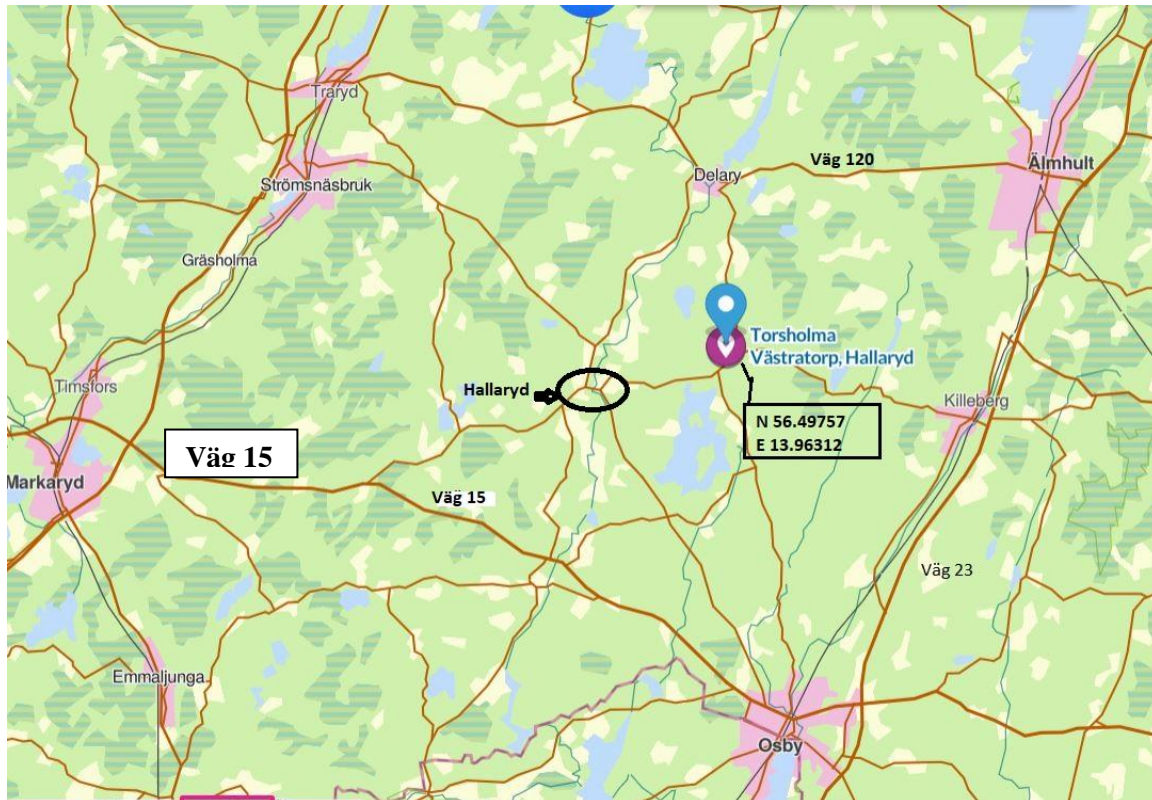 Traryd
Väg 120
Älmhult
Delary
Strömsnäsbruk
Gräsholma
Torsholma
Västratorp, Hallaryd
Timsfors
Hallaryd
Killeberg
N 56.49757
E 13.96312
Väg 15
Markaryd
Väg 15
Väg 23
Emmaljunga
Osby